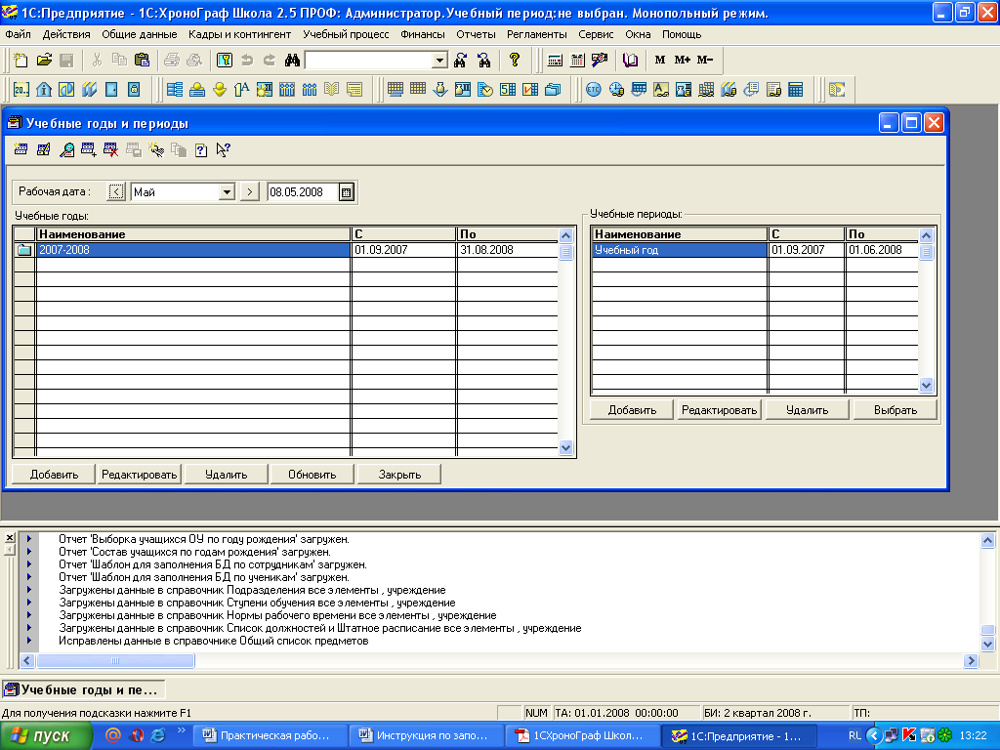 1С:Предприятие - 1С:ХроноГраф Школа 2.5 ПРОФ: Администратор.Учебный период:не выбран. Монопольный режим.
Файл Действия Общие данные Кадры и контингент Учебный процесс Финансы Отчеты Регламенты Сервис Окна Помощь
M M+ M-
Учебные годы и периоды
Рабочая дата : < Май > 08.05.2008
Учебные годы:
Наименование С По
2007-2008 01.09.2007 31.08.2008
Учебные периоды:
Наименование С По
Учебный год 01.09.2007 01.06.2008
Добавить Редактировать Удалить Выбрать
Добавить Редактировать Удалить Обновить Закрыть
Отчет 'Выборка учащихся ОУ по году рождения' загружен.
Отчет 'Состав учащихся по годам рождения' загружен.
Отчет 'Шаблон для заполнения БД по сотрудникам' загружен.
Отчет 'Шаблон для заполнения БД по ученикам' загружен.
Загружены данные в справочник Подразделения все элементы , учреждение
Загружены данные в справочник Ступени обучения все элементы , учреждение
Загружены данные в справочник Нормы рабочего времени все элементы , учреждение
Загружены данные в справочник Список должностей и Штатное расписание все элементы , учреждение
Исправлены данные в справочнике Общий список предметов
Учебные годы и пе...
Для получения подсказки нажмите F1 NUM ТА: 01.01.2008 00:00:00 БИ: 2 квартал 2008 г. ТП:
пуск Практическая рабо... Инструкция по запо... 1СХроноГраф Школ... 1С:Предприятие - 1... RL 13:22